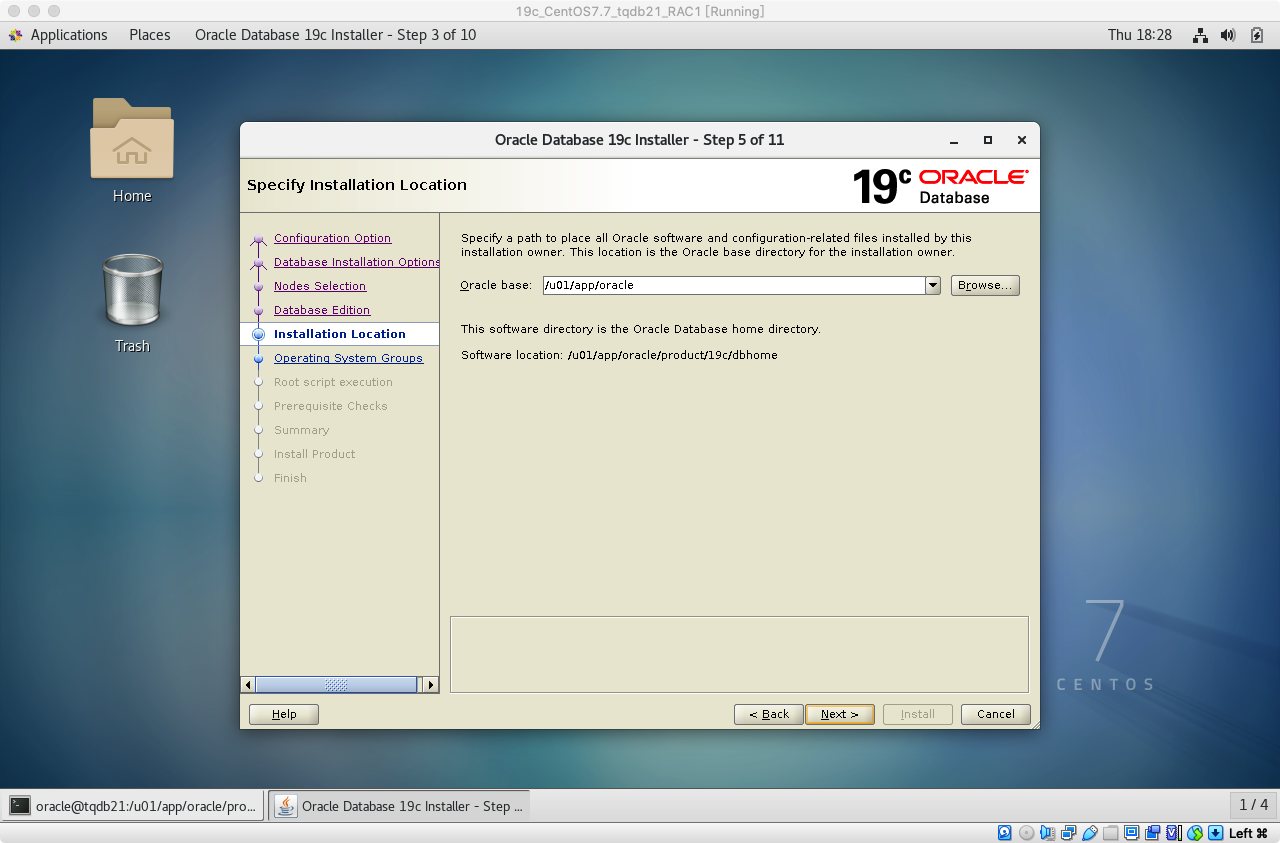 19c_CentOS7.7_tqdb21_RAC1 [Running]
Applications Places Oracle Database 19c Installer - Step 3 of 10 Thu 18:28
Home
Trash
Oracle Database 19c Installer - Step 5 of 11
Specify Installation Location
19c ORACLE
Database
Configuration Option
Database Installation Options
Nodes Selection
Database Edition
Installation Location
Operating System Groups
Root script execution
Prerequisite Checks
Summary
Install Product
Finish
Specify a path to place all Oracle software and configuration-related files installed by this
installation owner. This location is the Oracle base directory for the installation owner.
Oracle base: /u01/app/oracle Browse...
This software directory is the Oracle Database home directory.
Software location: /u01/app/oracle/product/19c/dbhome
Help < Back Next > Install Cancel
7
CENTOS
oracle@tqdb21:/u01/app/oracle/pro... Oracle Database 19c Installer - Step ... 1 / 4
Left ⌘